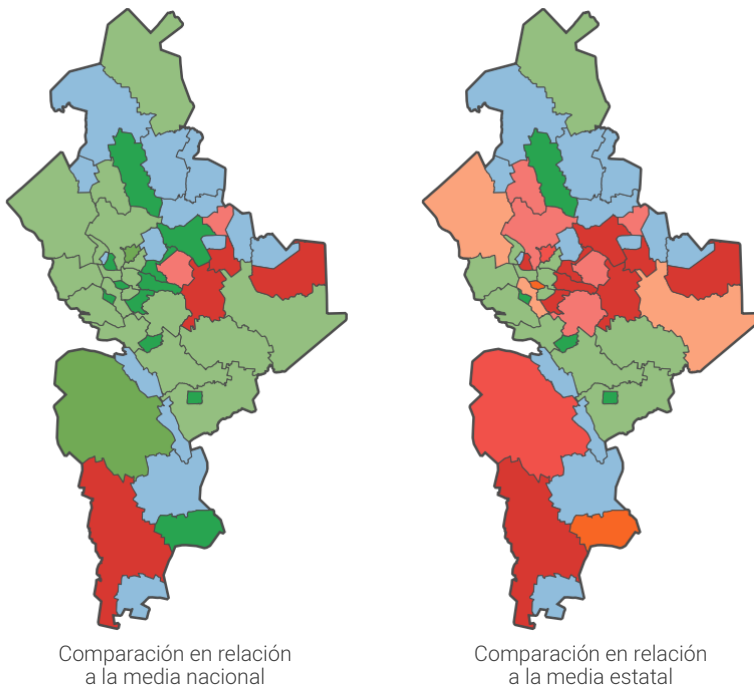 Comparación en relación
a la media nacional
Comparación en relación
a la media estatal